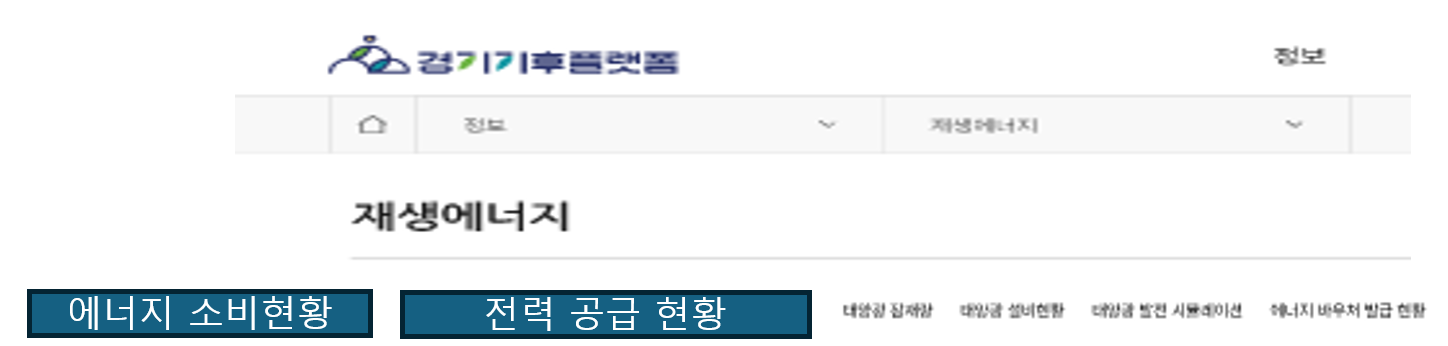 경기기후플랫폼 정보
정보 재생에너지
재생에너지
에너지 소비현황 전력 공급 현황 태양광 잠재량 태양광 설비현황 태양광 발전 시뮬레이션 에너지 바우처 발급 현황